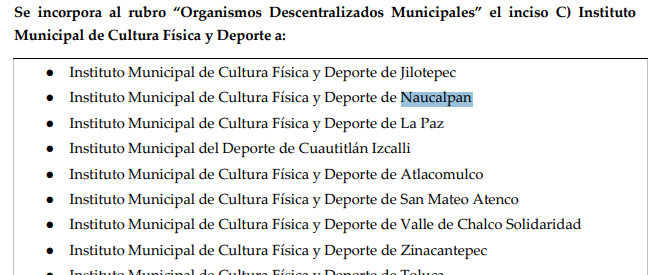 Se incorpora al rubro “Organismos Descentralizados Municipales” el inciso C) Instituto
Municipal de Cultura Física y Deporte a:
● Instituto Municipal de Cultura Física y Deporte de Jilotepec
● Instituto Municipal de Cultura Física y Deporte de Naucalpan
● Instituto Municipal de Cultura Física y Deporte de La Paz
● Instituto Municipal del Deporte de Cuautitlán Izcalli
● Instituto Municipal de Cultura Física y Deporte de Atlacomulco
● Instituto Municipal de Cultura Física y Deporte de San Mateo Atenco
● Instituto Municipal de Cultura Física y Deporte de Valle de Chalco Solidaridad
● Instituto Municipal de Cultura Física y Deporte de Zinacantepec
● Instituto Municipal de Cultura Física y Deporte de Toluca